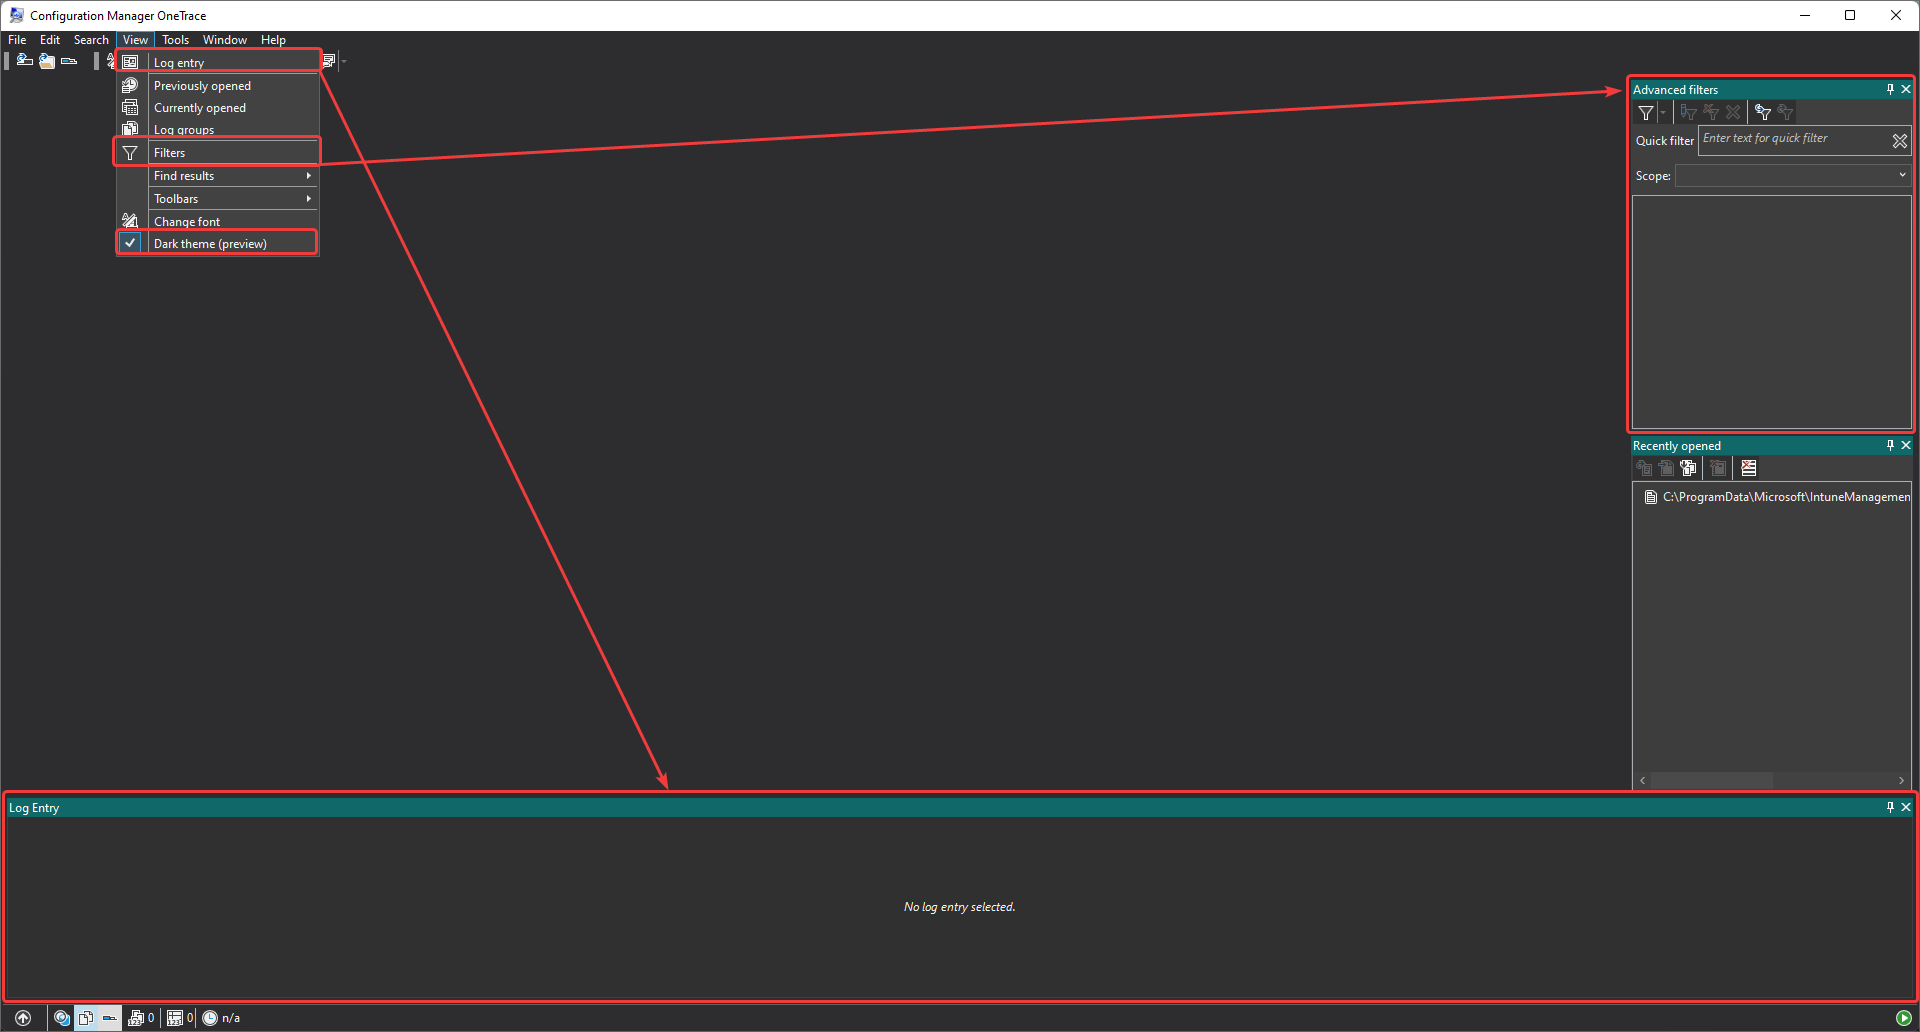 Configuration Manager OneTrace
File Edit Search View Tools Window Help
Log entry
Previously opened
Currently opened
Log groups
Filters
Find results
Toolbars
Change font
Dark theme (preview)
Advanced filters
Quick filter Enter text for quick filter
Scope:
Recently opened
C:\ProgramData\Microsoft\IntuneManagemen
Log Entry
No log entry selected.
0 0 n/a